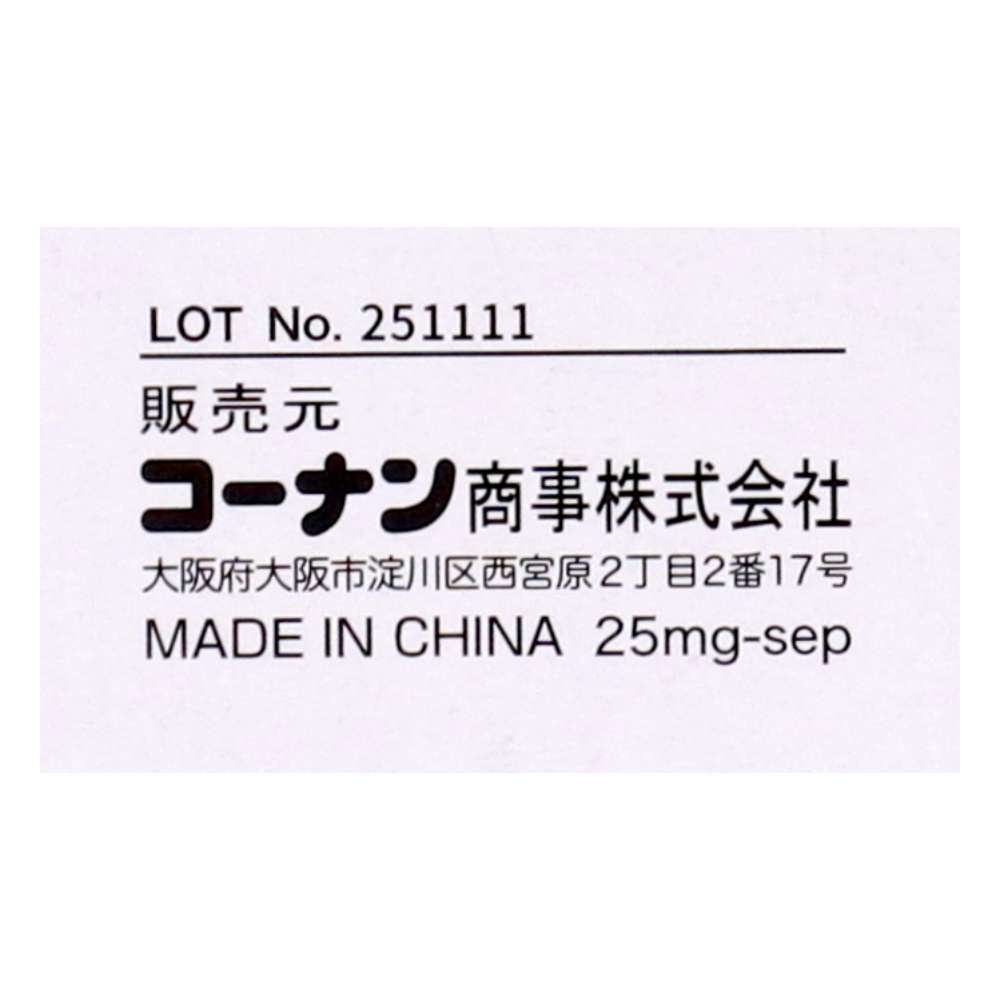 LOT No. 251111
販売元
コーナン商事株式会社
大阪府大阪市淀川区西宮原2丁目2番17号
MADE IN CHINA 25mg-sep